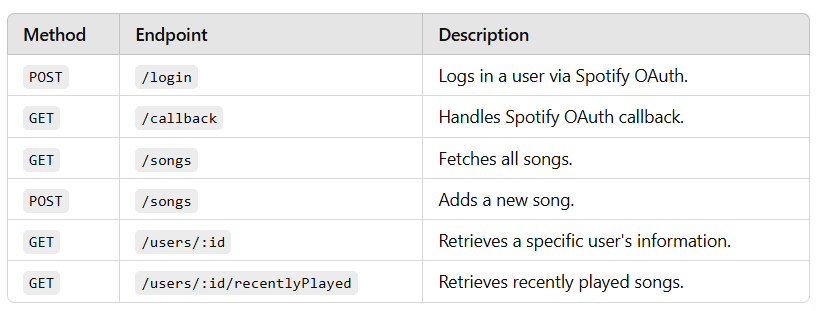 Method Endpoint Description
POST /login Logs in a user via Spotify OAuth.
GET /callback Handles Spotify OAuth callback.
GET /songs Fetches all songs.
POST /songs Adds a new song.
GET /users/:id Retrieves a specific user's information.
GET /users/:id/recentlyPlayed Retrieves recently played songs.